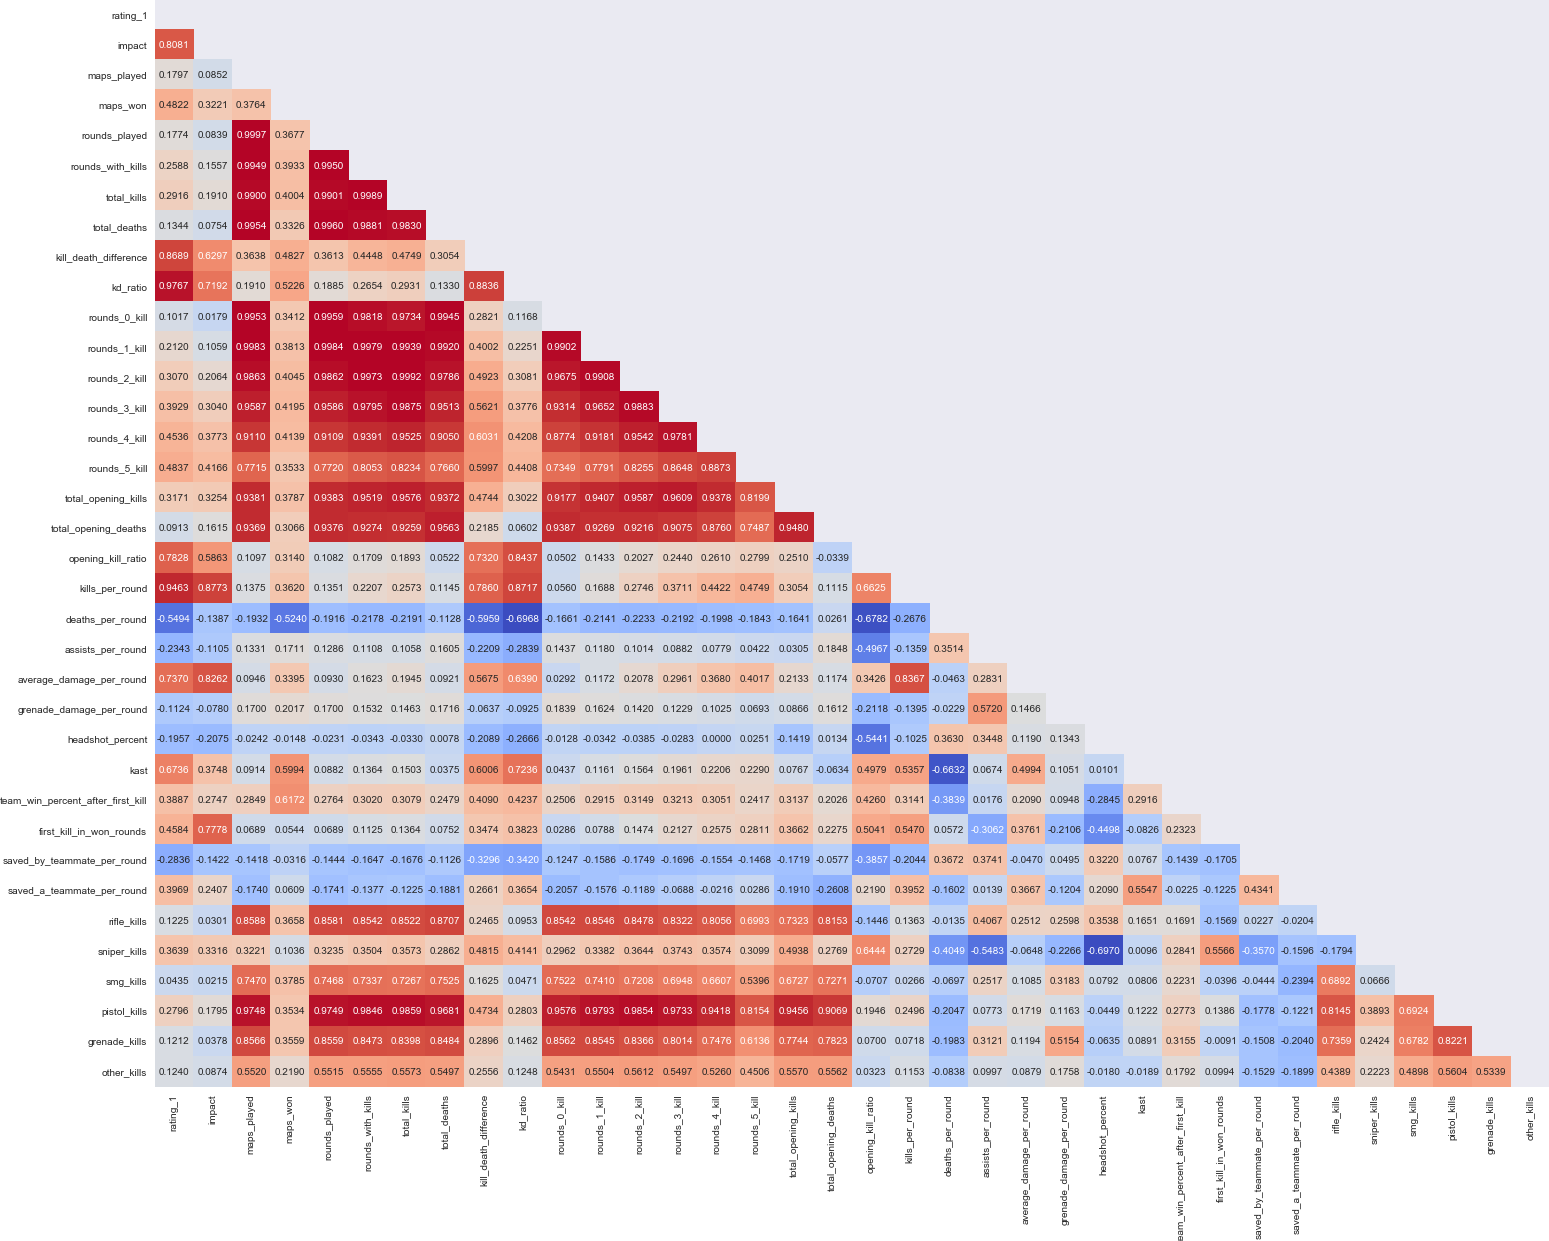 rating_1
impact 0.8081
maps_played 0.1797 0.0852
maps_won 0.4822 0.3221 0.3764
rounds_played 0.1774 0.0839 0.9997 0.3677
rounds_with_kills 0.2588 0.1557 0.9949 0.3933 0.9950
total_kills 0.2916 0.1910 0.9900 0.4004 0.9901 0.9989
total_deaths 0.1344 0.0754 0.9954 0.3326 0.9960 0.9881 0.9830
kill_death_difference 0.8689 0.6297 0.3638 0.4827 0.3613 0.4448 0.4749 0.3054
kd_ratio 0.9767 0.7192 0.1910 0.5226 0.1885 0.2654 0.2931 0.1330 0.8836
rounds_0_kill 0.1017 0.0179 0.9953 0.3412 0.9959 0.9818 0.9734 0.9945 0.2821 0.1168
rounds_1_kill 0.2120 0.1059 0.9983 0.3813 0.9984 0.9979 0.9939 0.9920 0.4002 0.2251 0.9902
rounds_2_kill 0.3070 0.2064 0.9863 0.4045 0.9862 0.9973 0.9992 0.9786 0.4923 0.3081 0.9675 0.9908
rounds_3_kill 0.3929 0.3040 0.9587 0.4195 0.9586 0.9795 0.9875 0.9513 0.5621 0.3776 0.9314 0.9652 0.9883
rounds_4_kill 0.4536 0.3773 0.9110 0.4139 0.9109 0.9391 0.9525 0.9050 0.6031 0.4208 0.8774 0.9181 0.9542 0.9781
rounds_5_kill 0.4837 0.4166 0.7715 0.3533 0.7720 0.8053 0.8234 0.7660 0.5997 0.4408 0.7349 0.7791 0.8255 0.8648 0.8873
total_opening_kills 0.3171 0.3254 0.9381 0.3787 0.9383 0.9519 0.9576 0.9372 0.4744 0.3022 0.9177 0.9407 0.9587 0.9609 0.9378 0.8199
total_opening_deaths 0.0913 0.1615 0.9369 0.3066 0.9376 0.9274 0.9259 0.9563 0.2185 0.0602 0.9387 0.9269 0.9216 0.9075 0.8760 0.7487 0.9480
opening_kill_ratio 0.7828 0.5863 0.1097 0.3140 0.1082 0.1709 0.1893 0.0522 0.7320 0.8437 0.0502 0.1433 0.2027 0.2440 0.2610 0.2799 0.2510 -0.0339
kills_per_round 0.9463 0.8773 0.1375 0.3620 0.1351 0.2207 0.2573 0.1145 0.7860 0.8717 0.0560 0.1688 0.2746 0.3711 0.4422 0.4749 0.3054 0.1115 0.6625
deaths_per_round -0.5494 -0.1387 -0.1932 -0.5240 -0.1916 -0.2178 -0.2191 -0.1128 -0.5959 -0.6968 -0.1661 -0.2141 -0.2233 -0.2192 -0.1998 -0.1843 -0.1641 0.0261 -0.6782 -0.2676
assists_per_round -0.2343 -0.1105 0.1331 0.1711 0.1286 0.1108 0.1058 0.1605 -0.2209 -0.2839 0.1437 0.1180 0.1014 0.0882 0.0779 0.0422 0.0305 0.1848 -0.4967 -0.1359 0.3514
average_damage_per_round 0.7370 0.8262 0.0946 0.3395 0.0930 0.1623 0.1945 0.0921 0.5675 0.6390 0.0292 0.1172 0.2078 0.2961 0.3680 0.4017 0.2133 0.1174 0.3426 0.8367 -0.0463 0.2831
grenade_damage_per_round -0.1124 -0.0780 0.1700 0.2017 0.1700 0.1532 0.1463 0.1716 -0.0637 -0.0925 0.1839 0.1624 0.1420 0.1229 0.1025 0.0693 0.0866 0.1612 -0.2118 -0.1395 -0.0229 0.5720 0.1466
headshot_percent -0.1957 -0.2075 -0.0242 -0.0148 -0.0231 -0.0343 -0.0330 0.0078 -0.2089 -0.2666 -0.0128 -0.0342 -0.0385 -0.0283 0.0000 0.0251 -0.1419 0.0134 -0.5441 -0.1025 0.3630 0.3448 0.1190 0.1343
kast 0.6736 0.3748 0.0914 0.5994 0.0882 0.1364 0.1503 0.0375 0.6006 0.7236 0.0437 0.1161 0.1564 0.1961 0.2206 0.2290 0.0767 -0.0634 0.4979 0.5357 -0.6632 0.0674 0.4994 0.1051 0.0101
team_win_percent_after_first_kill 0.3887 0.2747 0.2849 0.6172 0.2764 0.3020 0.3079 0.2479 0.4090 0.4237 0.2506 0.2915 0.3149 0.3213 0.3051 0.2417 0.3137 0.2026 0.4260 0.3141 -0.3839 0.0176 0.2090 0.0948 -0.2845 0.2916
first_kill_in_won_rounds 0.4584 0.7778 0.0689 0.0544 0.0689 0.1125 0.1364 0.0752 0.3474 0.3823 0.0286 0.0788 0.1474 0.2127 0.2575 0.2811 0.3662 0.2275 0.5041 0.5470 0.0572 -0.3062 0.3761 -0.2106 -0.4498 -0.0826 0.2323
saved_by_teammate_per_round -0.2836 -0.1422 -0.1418 -0.0316 -0.1444 -0.1647 -0.1676 -0.1126 -0.3296 -0.3420 -0.1247 -0.1586 -0.1749 -0.1696 -0.1554 -0.1468 -0.1719 -0.0577 -0.3857 -0.2044 0.3672 0.3741 -0.0470 0.0495 0.3220 0.0767 -0.1439 -0.1705
saved_a_teammate_per_round 0.3969 0.2407 -0.1740 0.0609 -0.1741 -0.1377 -0.1225 -0.1881 0.2661 0.3654 -0.2057 -0.1576 -0.1189 -0.0688 -0.0216 0.0286 -0.1910 -0.2608 0.2190 0.3952 -0.1602 0.0139 0.3667 -0.1204 0.2090 0.5547 -0.0225 -0.1225 0.4341
rifle_kills 0.1225 0.0301 0.8588 0.3658 0.8581 0.8542 0.8522 0.8707 0.2465 0.0953 0.8542 0.8546 0.8478 0.8322 0.8056 0.6993 0.7323 0.8153 -0.1446 0.1363 -0.0135 0.4067 0.2512 0.2598 0.3538 0.1651 0.1691 -0.1569 0.0227 -0.0204
sniper_kills 0.3639 0.3316 0.3221 0.1036 0.3235 0.3504 0.3573 0.2862 0.4815 0.4141 0.2962 0.3382 0.3644 0.3743 0.3574 0.3099 0.4938 0.2769 0.6444 0.2729 -0.4049 -0.5483 -0.0648 -0.2266 -0.6970 0.0096 0.2841 0.5566 -0.3570 -0.1596 -0.1794
smg_kills 0.0435 0.0215 0.7470 0.3785 0.7468 0.7337 0.7267 0.7525 0.1625 0.0471 0.7522 0.7410 0.7208 0.6948 0.6607 0.5396 0.6727 0.7271 -0.0707 0.0266 -0.0697 0.2517 0.1085 0.3183 0.0792 0.0806 0.2231 -0.0396 -0.0444 -0.2394 0.6892 0.0666
pistol_kills 0.2796 0.1795 0.9748 0.3534 0.9749 0.9846 0.9859 0.9681 0.4734 0.2803 0.9576 0.9793 0.9854 0.9733 0.9418 0.8154 0.9456 0.9069 0.1946 0.2496 -0.2047 0.0773 0.1719 0.1163 -0.0449 0.1222 0.2773 0.1386 -0.1778 -0.1221 0.8145 0.3893 0.6924
grenade_kills 0.1212 0.0378 0.8566 0.3559 0.8559 0.8473 0.8398 0.8484 0.2896 0.1462 0.8562 0.8545 0.8366 0.8014 0.7476 0.6136 0.7744 0.7823 0.0700 0.0718 -0.1983 0.3121 0.1194 0.5154 -0.0635 0.0891 0.3155 -0.0091 -0.1508 -0.2040 0.7359 0.2424 0.6782 0.8221
other_kills 0.1240 0.0874 0.5520 0.2190 0.5515 0.5555 0.5573 0.5497 0.2556 0.1248 0.5431 0.5504 0.5612 0.5497 0.5260 0.4506 0.5570 0.5562 0.0323 0.1153 -0.0838 0.0997 0.0879 0.1758 -0.0180 -0.0189 0.1792 0.0994 -0.1529 -0.1899 0.4389 0.2223 0.4898 0.5604 0.5339
rating_1
impact
maps_played
maps_won
rounds_played
rounds_with_kills
total_kills
total_deaths
kill_death_difference
kd_ratio
rounds_0_kill
rounds_1_kill
rounds_2_kill
rounds_3_kill
rounds_4_kill
rounds_5_kill
total_opening_kills
total_opening_deaths
opening_kill_ratio
kills_per_round
deaths_per_round
assists_per_round
average_damage_per_round
grenade_damage_per_round
headshot_percent
kast
team_win_percent_after_first_kill
first_kill_in_won_rounds
saved_by_teammate_per_round
saved_a_teammate_per_round
rifle_kills
sniper_kills
smg_kills
pistol_kills
grenade_kills
other_kills